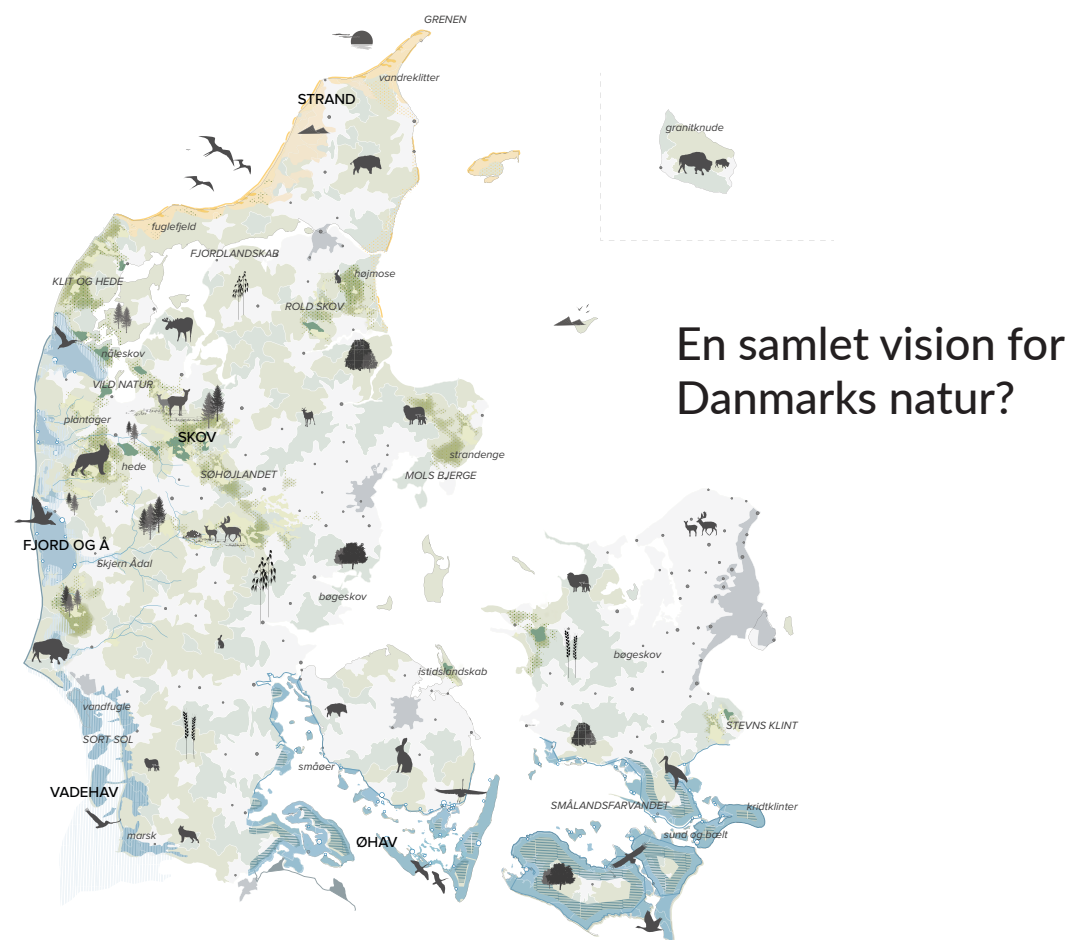 GRENEN
vandreklitter
STRAND
granitknude
fuglefjeld
FJORDLANDSKAB
højmose
KLIT OG HEDE
ROLD SKOV
En samlet vision for
Danmarks natur?
nåleskov
VILD NATUR
plantager
SKOV
strandenge
hede
SØHØJLANDET
MOLS BJERGE
FJORD OG Å
Skjern Ådal
bøgeskov
bøgeskov
istidslandskab
vandfugle
STEVNS KLINT
SORT SOL
småøer
VADEHAV
SMÅLANDSFARVANDET
kridtklinter
marsk
sund og bælt
ØHAV